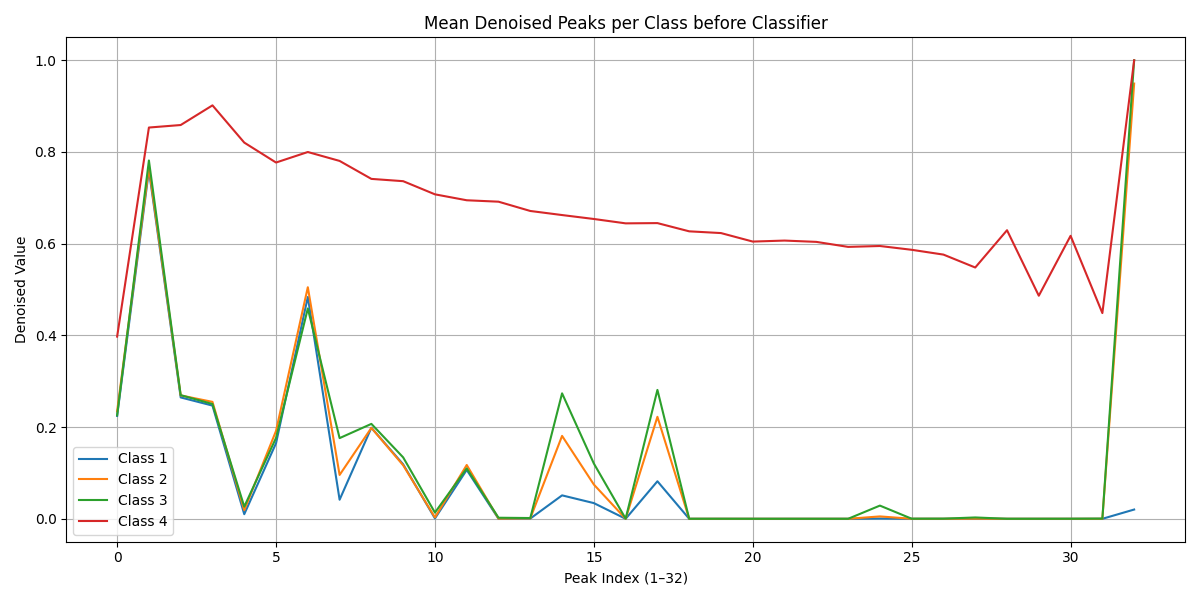 Mean Denoised Peaks per Class before Classifier
Denoised Value
1.0
0.8
0.6
0.4
0.2
0.0
Class 1
Class 2
Class 3
Class 4
0 5 10 15 20 25 30
Peak Index (1–32)